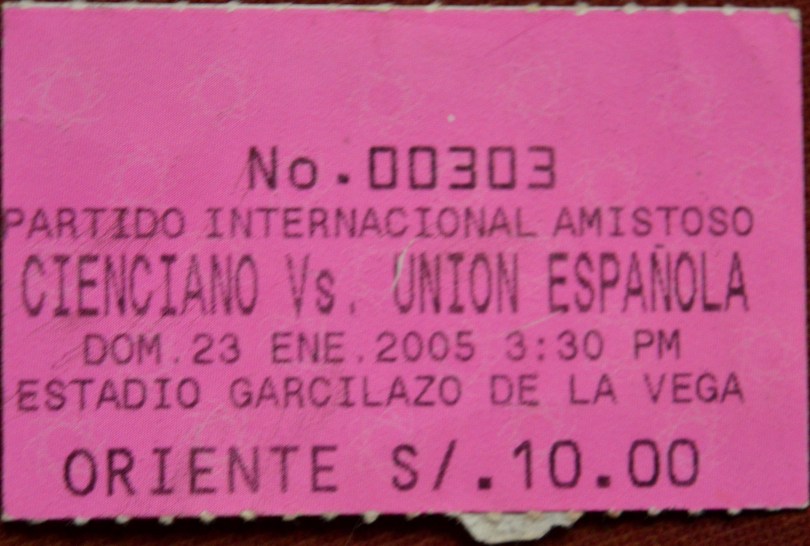 No.00303
PARTIDO INTERNACIONAL AMISTOSO
CIENCIANO Vs. UNION ESPAÑOLA
DOM.23 ENE.2005 3:30 PM
ESTADIO GARCILAZO DE LA VEGA
ORIENTE S/.10.00